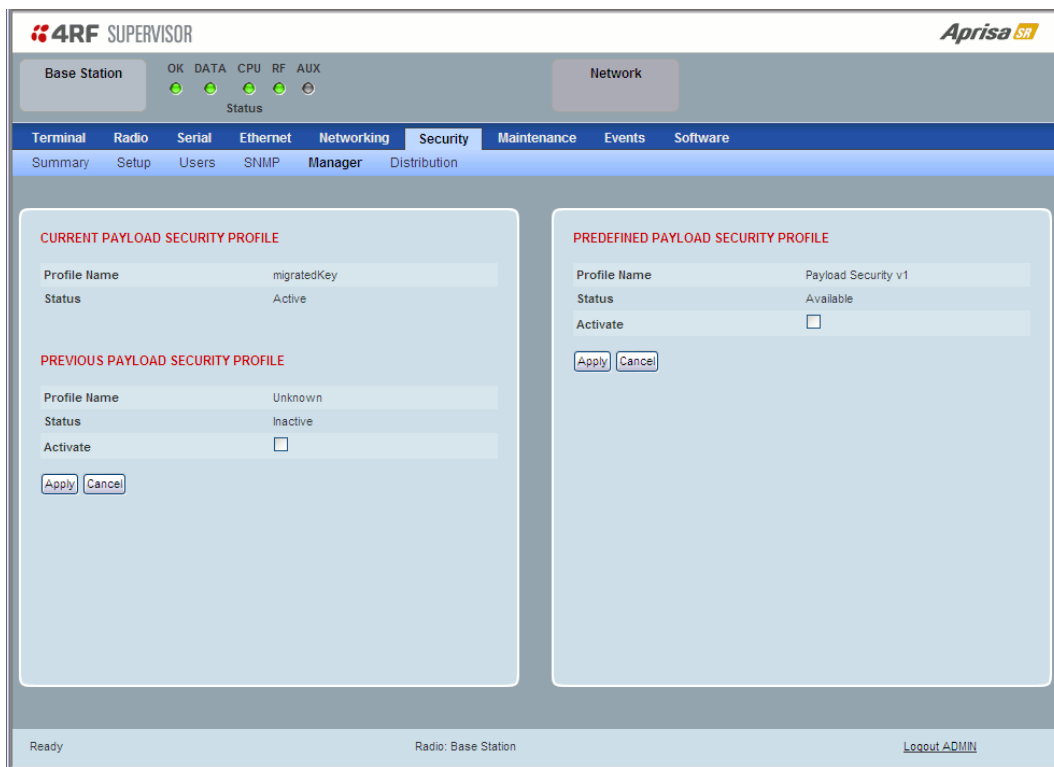 4RF SUPERVISOR
Aprisa SR
Base Station
OK DATA CPU RF AUX
Status
Network
Terminal Radio Serial Ethernet Networking Security Maintenance Events Software
Summary Setup Users SNMP Manager Distribution
CURRENT PAYLOAD SECURITY PROFILE
Profile Name migratedKey
Status Active
PREVIOUS PAYLOAD SECURITY PROFILE
Profile Name Unknown
Status Inactive
Activate
Apply Cancel
PREDEFINED PAYLOAD SECURITY PROFILE
Profile Name Payload Security v1
Status Available
Activate
Apply Cancel
Ready Radio: Base Station Logout ADMIN